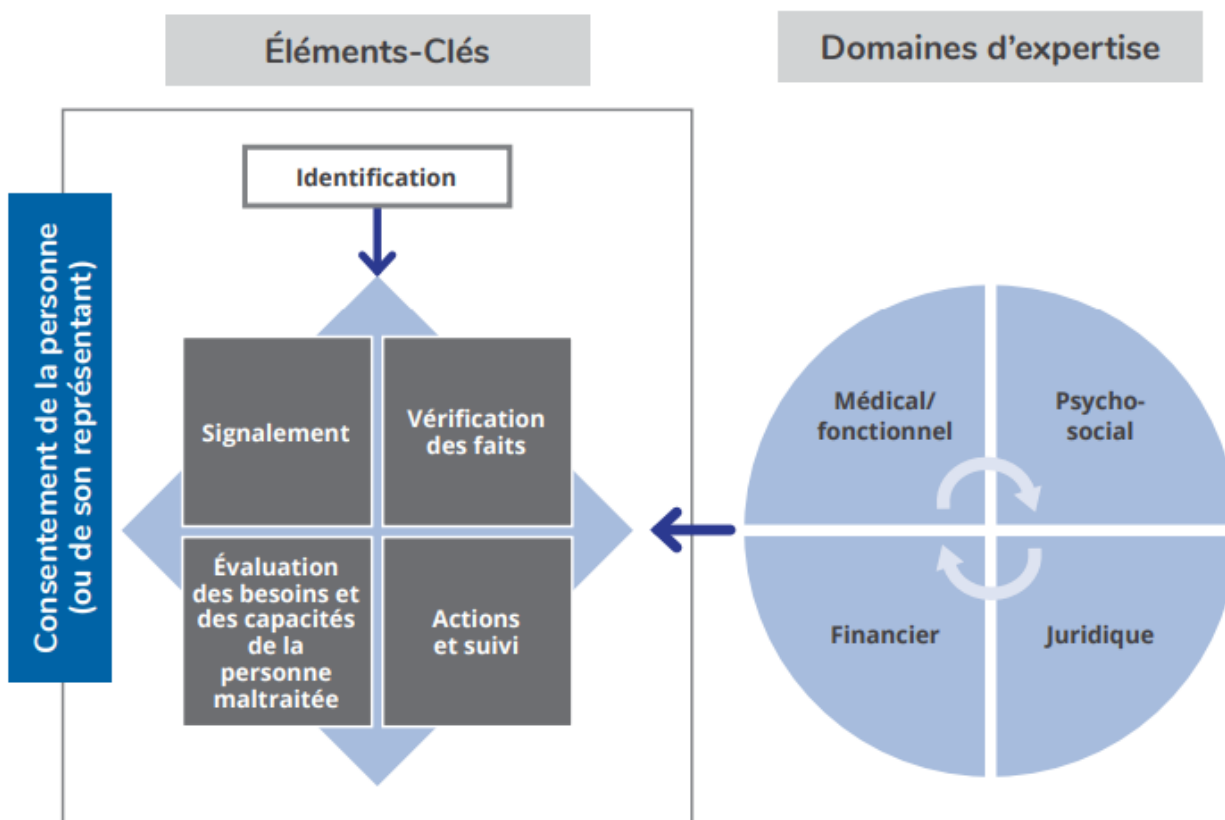 Éléments-Clés
Domaines d'expertise
Consentement de la personne
(ou de son représentant)
Identification
Signalement
Vérification
des faits
Évaluation
des besoins et
des capacités
de la
personne
maltraitée
Actions
et suivi
Médical/
fonctionnel
Psycho-
social
Financier
Juridique